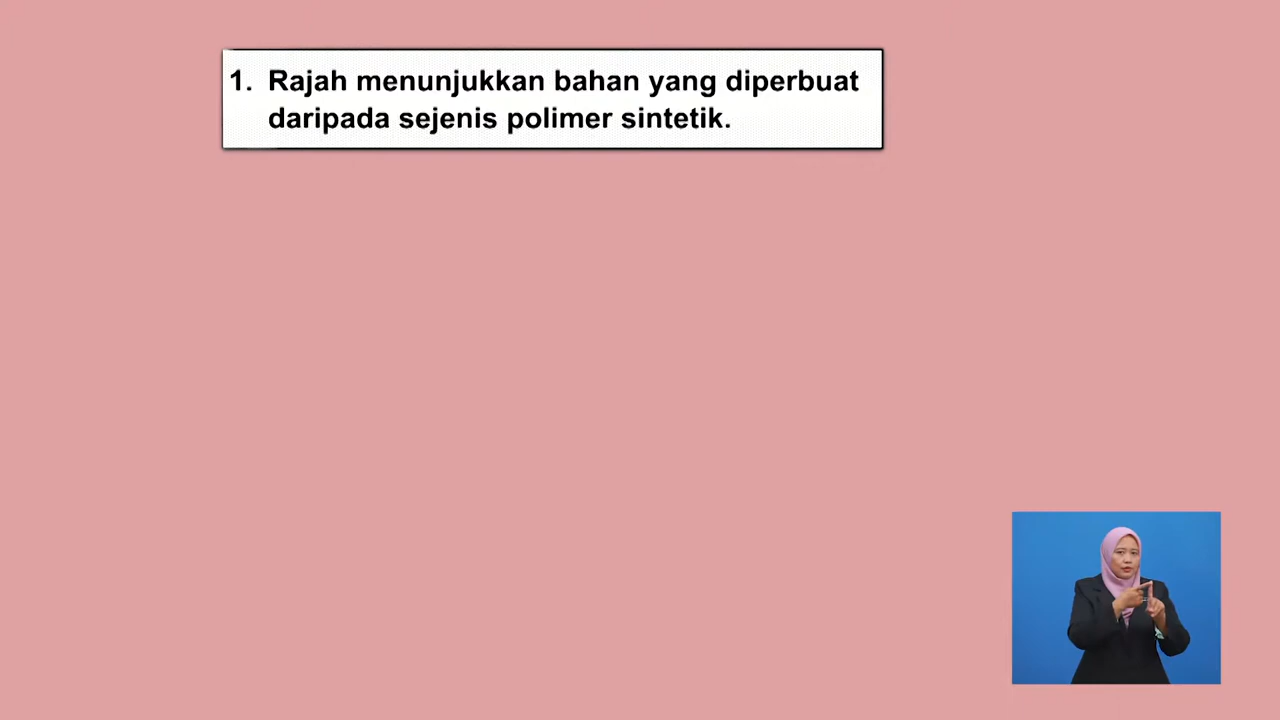 1. Rajah menunjukkan bahan yang diperbuat
daripada sejenis polimer sintetik.